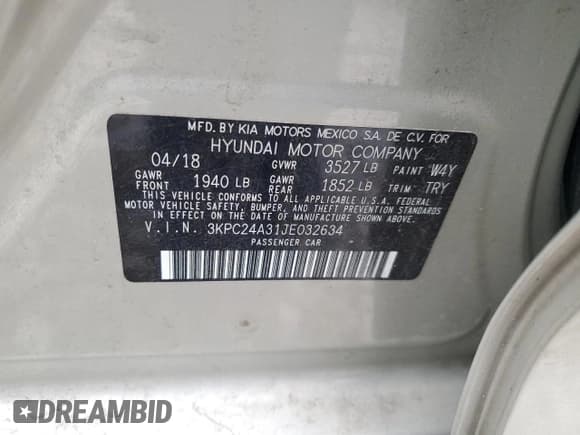 MFD. BY KIA MOTORS MEXICO S.A. DE C.V. FOR
HYUNDAI MOTOR COMPANY
04/18 GVWR 3527 LB PAINT W4Y
GAWR FRONT 1940 LB GAWR REAR 1852 LB TRIM TRY
THIS VEHICLE CONFORMS TO ALL APPLICABLE U.S.A. FEDERAL
MOTOR VEHICLE SAFETY, BUMPER, AND THEFT PREVENTION STANDARDS
IN EFFECT ON THE DATE OF MANUFACTURE SHOWN ABOVE.
V.I.N. 3KPC24A31JE032634
PASSENGER CAR
DREAMBID